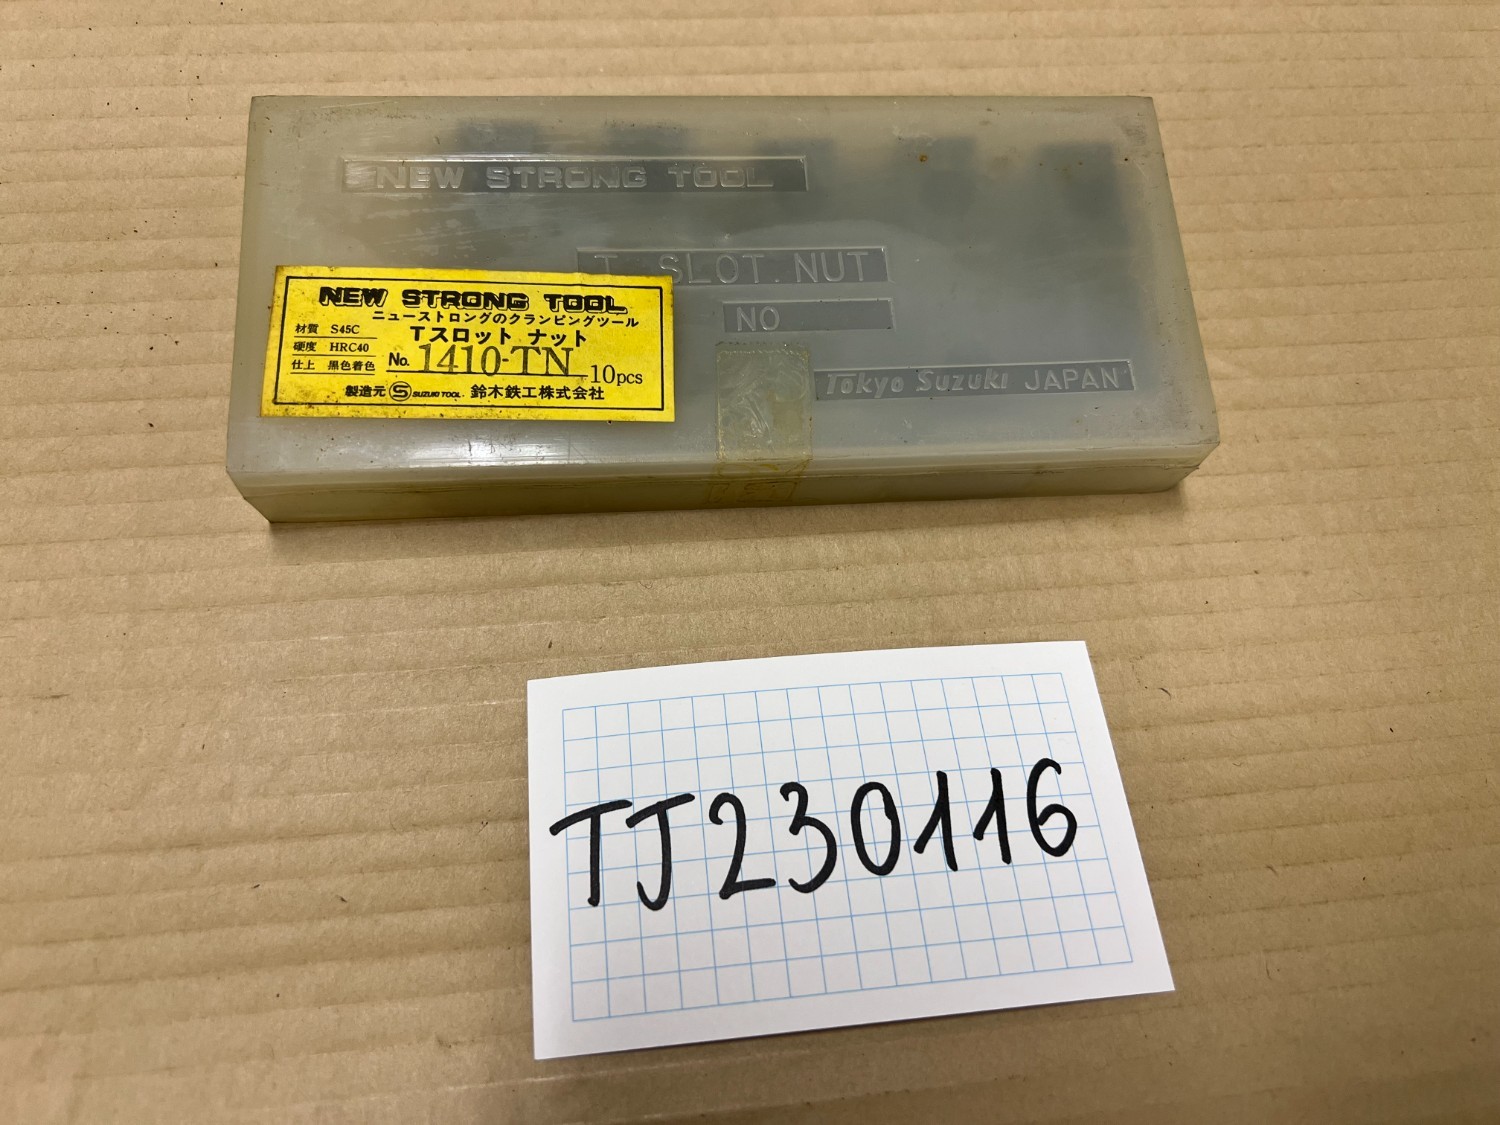 NEW STRONG TOOL
T. SLOT. NUT
NO
Tokyo Suzuki JAPAN
NEW STRONG TOOL
ニューストロングのクランピングツール
材質 S45C
Tスロット ナット
硬度 HRC40
No. 1410-TN
仕上 黒色着色
10pcs
製造元 S SUZUKI TOOL 鈴木鉄工株式会社
TJ230116